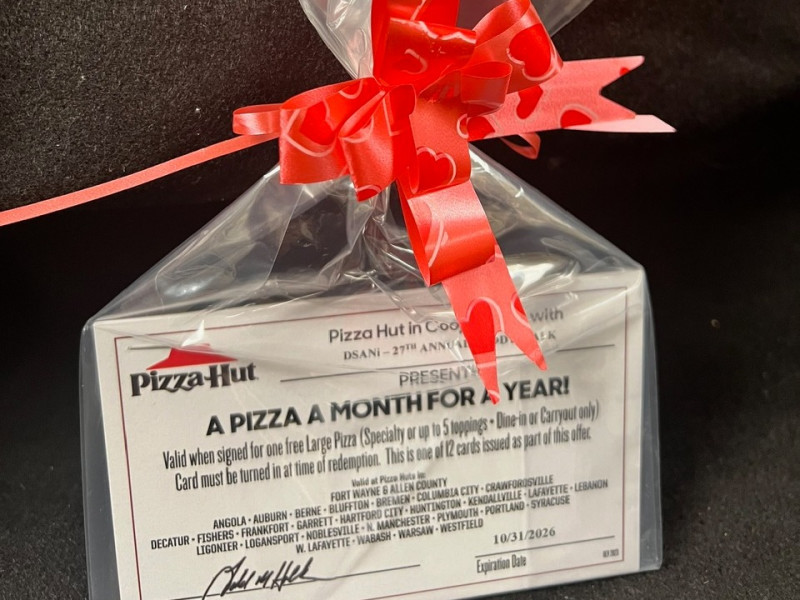 Pizza Hut in with
DSANi – 27TH
Pizza Hut
PRESENTS
A PIZZA A MONTH FOR A YEAR!
Valid when signed for one free Large Pizza (Specialty or up to 5 toppings • Dine-in or Carryout only)
Card must be turned in at time of redemption. This is one of 12 cards issued as part of this offer.
Valid at Pizza Huts in:
FORT WAYNE & ALLEN COUNTY
ANGOLA • AUBURN • BERNE • BLUFFTON • BREMEN • COLUMBIA CITY • CRAWFORDSVILLE
DECATUR • FISHERS • FRANKFORT • GARRETT • HARTFORD CITY • HUNTINGTON • KENDALLVILLE • LAFAYETTE • LEBANON
LIGONIER • LOGANSPORT • NOBLESVILLE • N. MANCHESTER • PLYMOUTH • PORTLAND • SYRACUSE
W. LAFAYETTE • WABASH • WARSAW • WESTFIELD
10/31/2026
Expiration Date